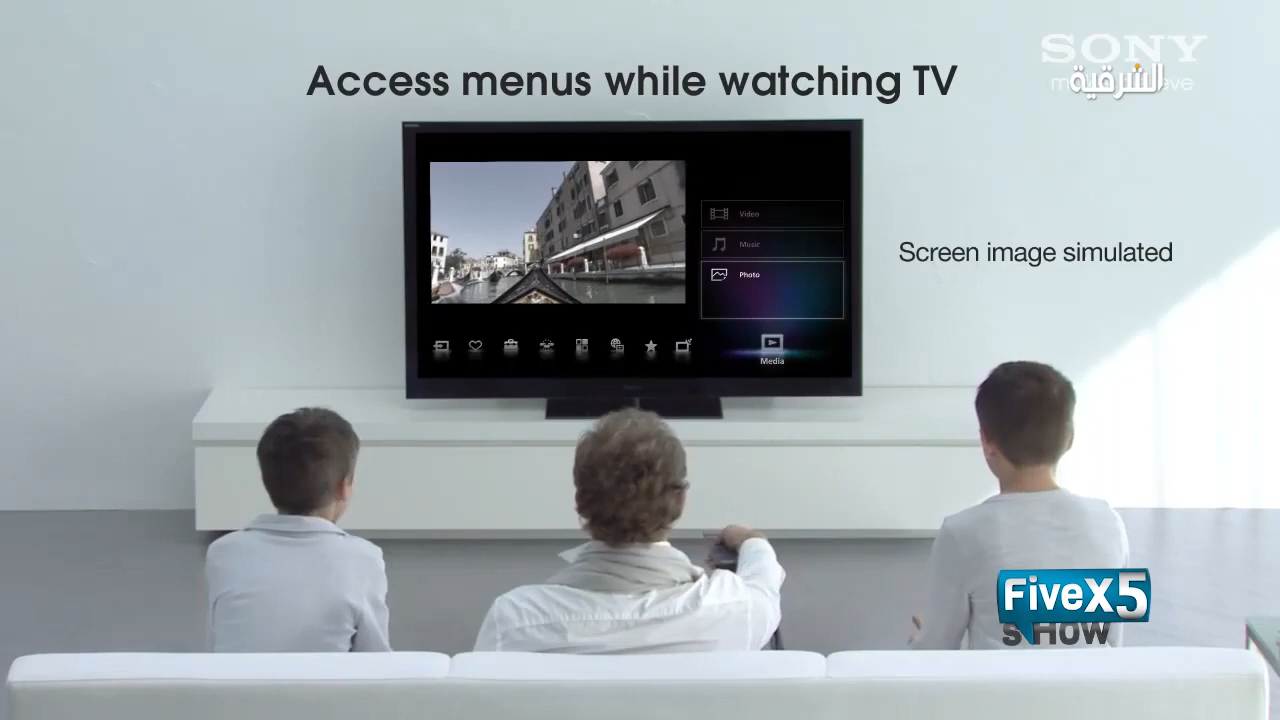 SONY
الشرقية
Access menus while watching TV
Video
Music
Photo
Screen image simulated
Media
FiveX5
SHOW